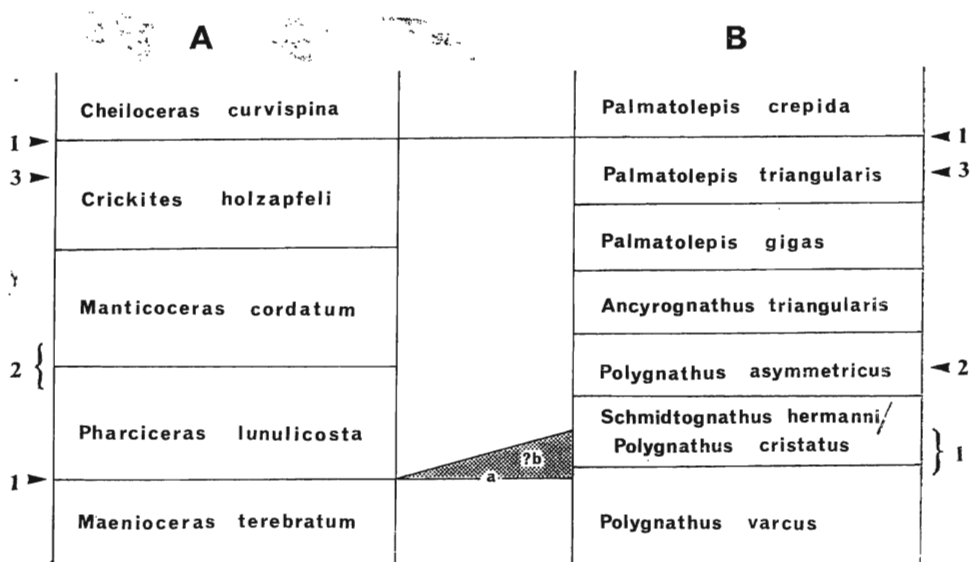 A B
Cheiloceras curvispina
Palmatolepis crepida
1 1
3 3
Crickites holzapfeli
Palmatolepis triangularis
Palmatolepis gigas
Manticoceras cordatum
Ancyrognathus triangularis
2 { 2
Polygnathus asymmetricus
Schmidtognathus hermanni/
Pharciceras lunulicosta
Polygnathus cristatus
} 1
?b
a
1
Maenioceras terebratum
Polygnathus varcus